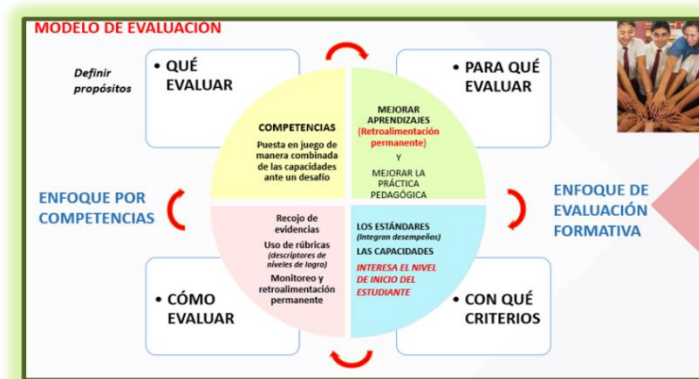 MODELO DE EVALUACIÓN
Definir
propósitos
• QUÉ
EVALUAR
• PARA QUÉ
EVALUAR
COMPETENCIAS
Puesta en juego de
manera combinada
de las capacidades
ante un desafío
MEJORAR
APRENDIZAJES
(Retroalimentación
permanente)
Y
MEJORAR LA
PRÁCTICA
PEDAGÓGICA
ENFOQUE POR
COMPETENCIAS
ENFOQUE DE
EVALUACIÓN
FORMATIVA
Recojo de
evidencias
Uso de rúbricas
(descriptores de
niveles de logro)
Monitoreo y
retroalimentación
permanente
LOS ESTÁNDARES
(Integran desempeños)
LAS CAPACIDADES
INTERESA EL NIVEL
DE INICIO DEL
ESTUDIANTE
• CÓMO
EVALUAR
• CON QUÉ
CRITERIOS